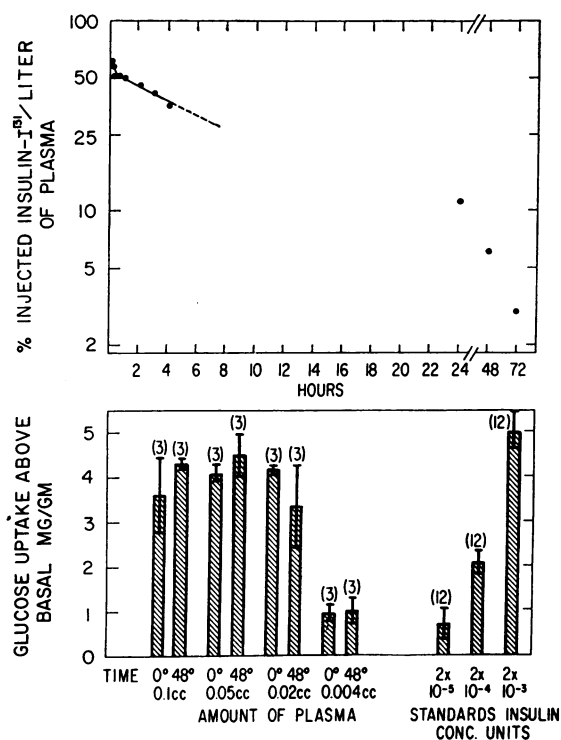 % INJECTED INSULIN-I¹³¹/LITER
OF PLASMA
100
50
25
10
5
2
0 2 4 6 8 10 12 14 16 18 20 22 24 48 72
HOURS
GLUCOSE UPTAKE ABOVE
BASAL MG/GM
5
4
3
2
1
0
(3) (3) (3) (3) (3) (3) (3) (3) (12) (12) (12)
TIME 0° 48° 0° 48° 0° 48° 0° 48° 2x 2x 2x
0.1cc 0.05cc 0.02cc 0.004cc 10⁻⁵ 10⁻⁴ 10⁻³
AMOUNT OF PLASMA STANDARDS INSULIN
CONC. UNITS